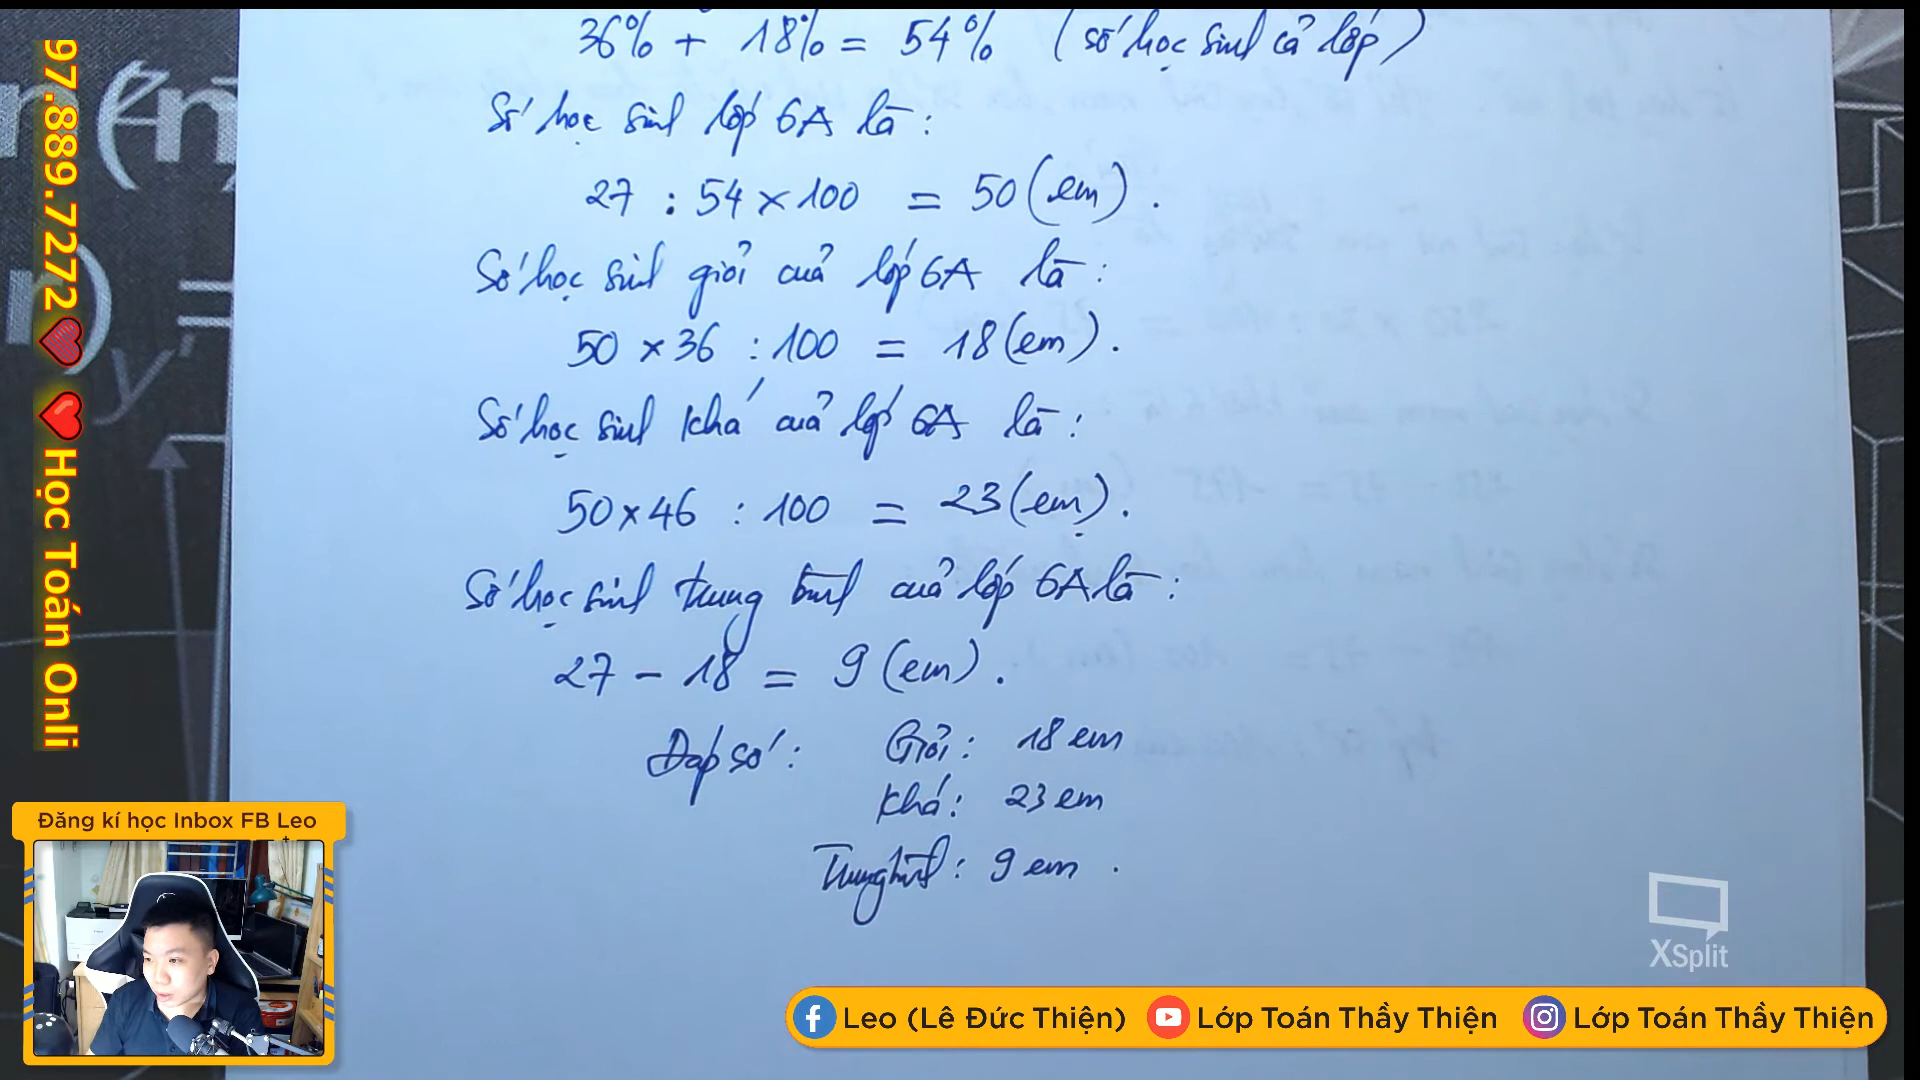 36% + 18% = 54% (số học sinh cả lớp)
Số học sinh lớp 6A là:
27 : 54 × 100 = 50 (em).
Số học sinh giỏi của lớp 6A là:
50 × 36 : 100 = 18 (em).
Số học sinh khá của lớp 6A là:
50 × 46 : 100 = 23 (em).
Số học sinh trung bình của lớp 6A là:
27 - 18 = 9 (em).
Đáp số: Giỏi: 18 em
Khá: 23 em
Trung bình: 9 em.
97.889.7272 ❤ ❤ Học Toán Onli
Đăng kí học Inbox FB Leo
XSplit
Leo (Lê Đức Thiện) Lớp Toán Thầy Thiện Lớp Toán Thầy Thiện